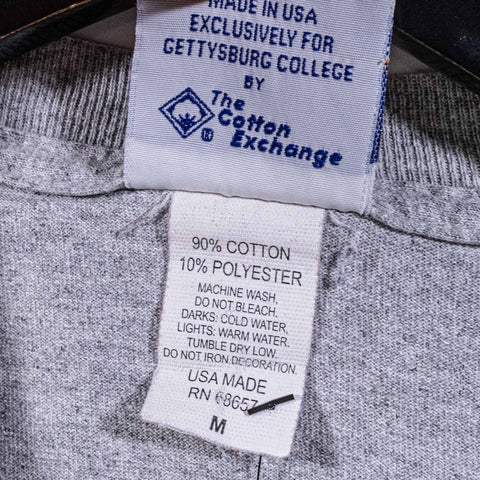 MADE IN USA
EXCLUSIVELY FOR
GETTYSBURG COLLEGE
BY
The
Cotton
Exchange
®
90% COTTON
10% POLYESTER
MACHINE WASH,
DO NOT BLEACH.
DARKS: COLD WATER,
LIGHTS: WARM WATER.
TUMBLE DRY LOW.
DO NOT IRON DECORATION.
USA MADE
RN
M